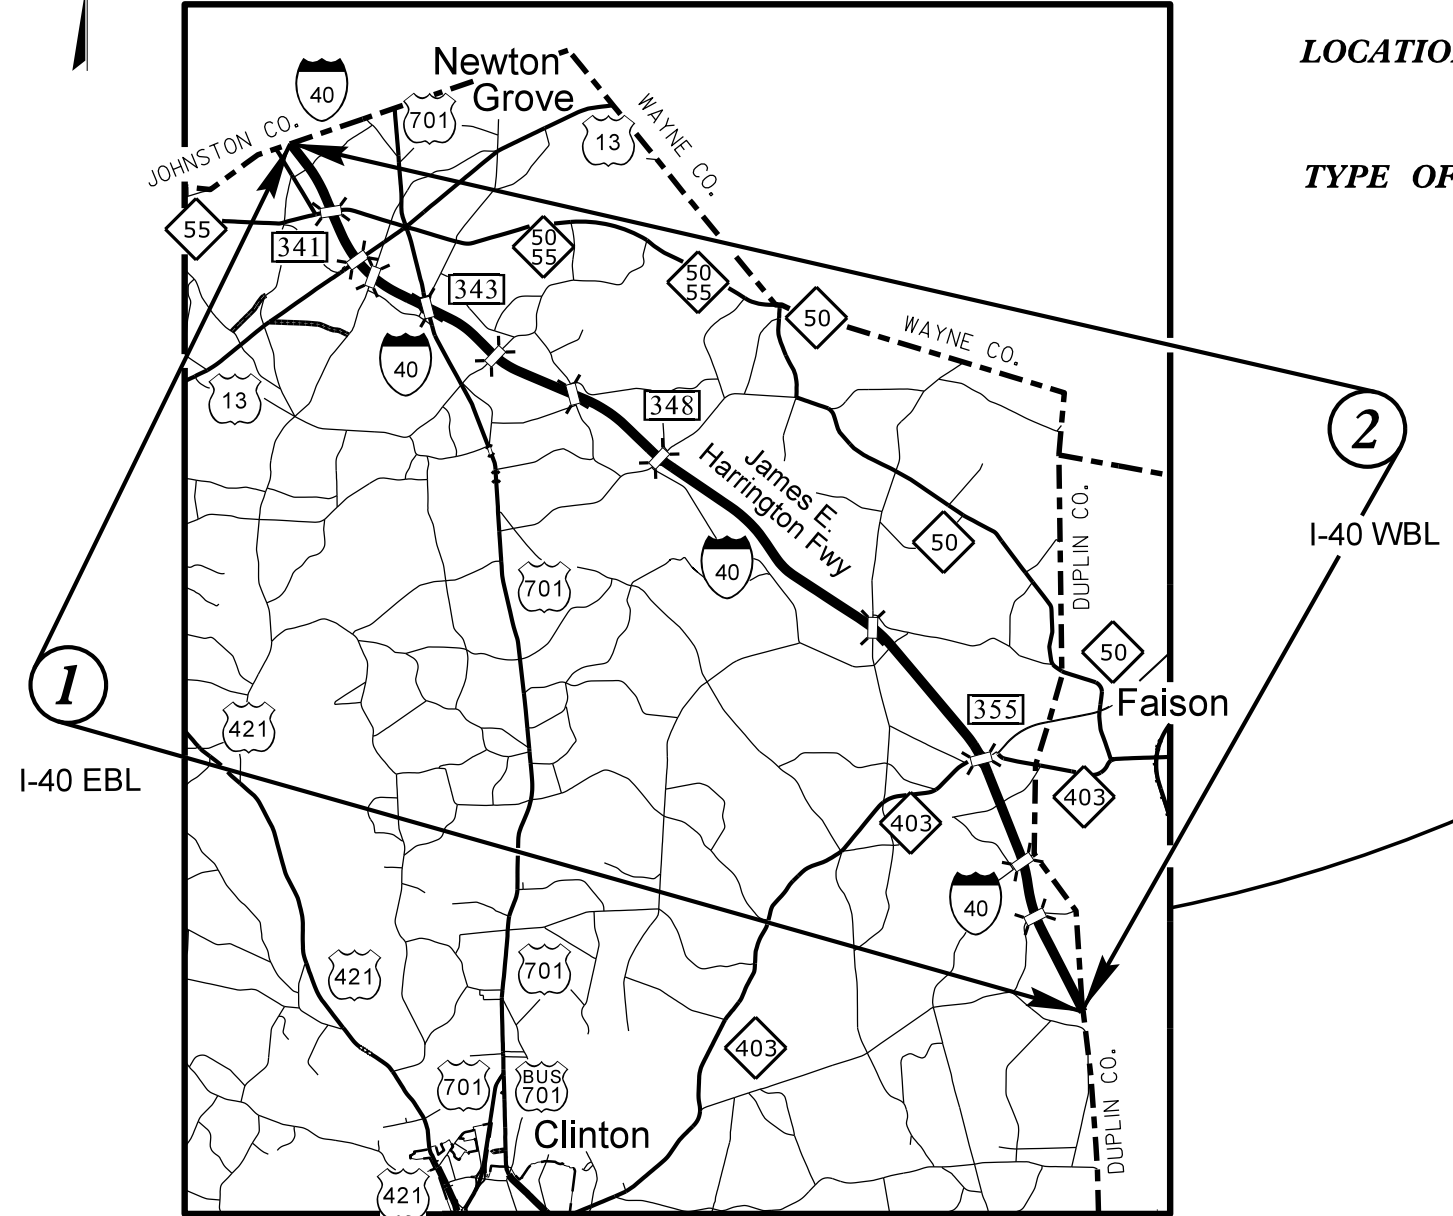 LOCATIO
Newton
Grove
40
701
13
WAYNE CO.
JOHNSTON CO.
TYPE OF
55
341
50
55
50
55
343
50
WAYNE CO.
40
13
348
2
James E.
Harrington Fwy
DUPLIN CO.
I-40 WBL
50
40
701
50
1
355
Faison
421
I-40 EBL
403
403
40
421
701
403
701
BUS
701
Clinton
DUPLIN CO.
421